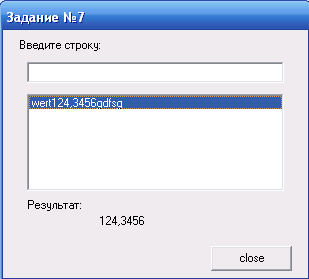 Задание №7
Введите строку:
wert124,3456gdfsg
Результат:
124,3456
close